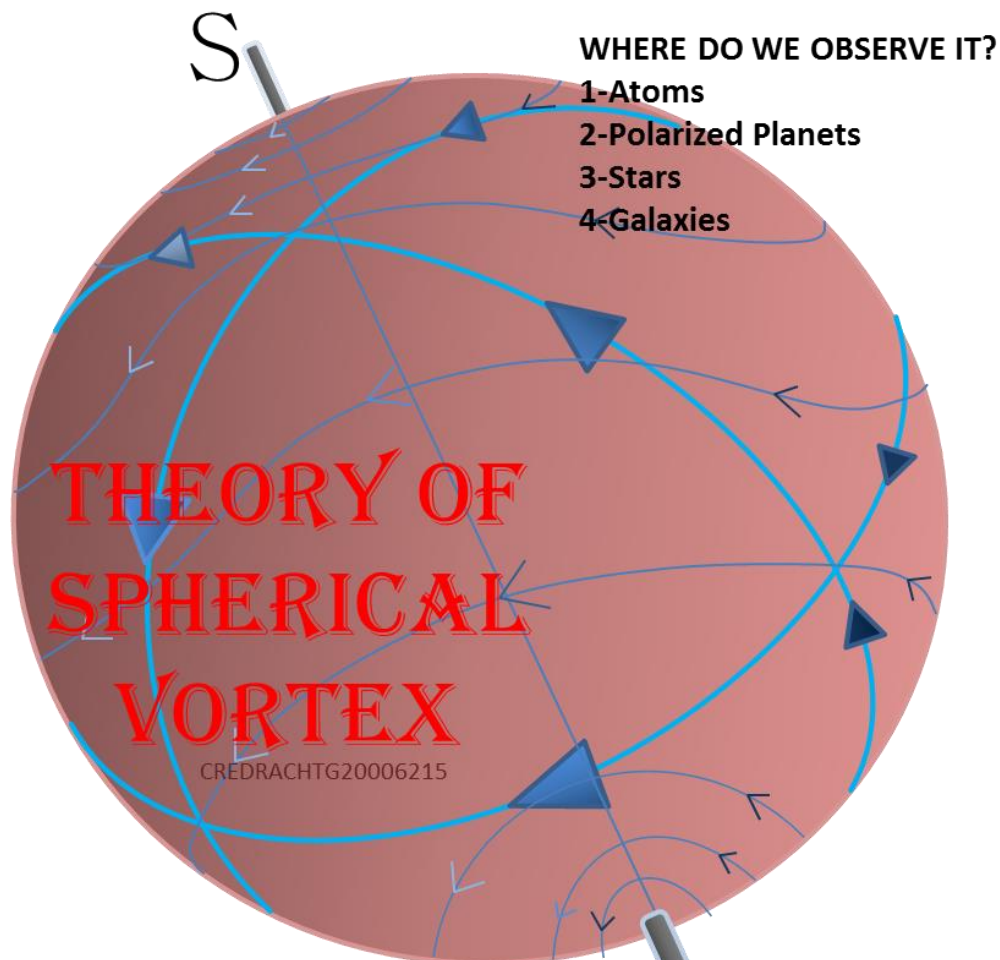 S
WHERE DO WE OBSERVE IT?
1-Atoms
2-Polarized Planets
3-Stars
4-Galaxies
THEORY OF
SPHERICAL
VORTEX
CREDRACHTG20006215